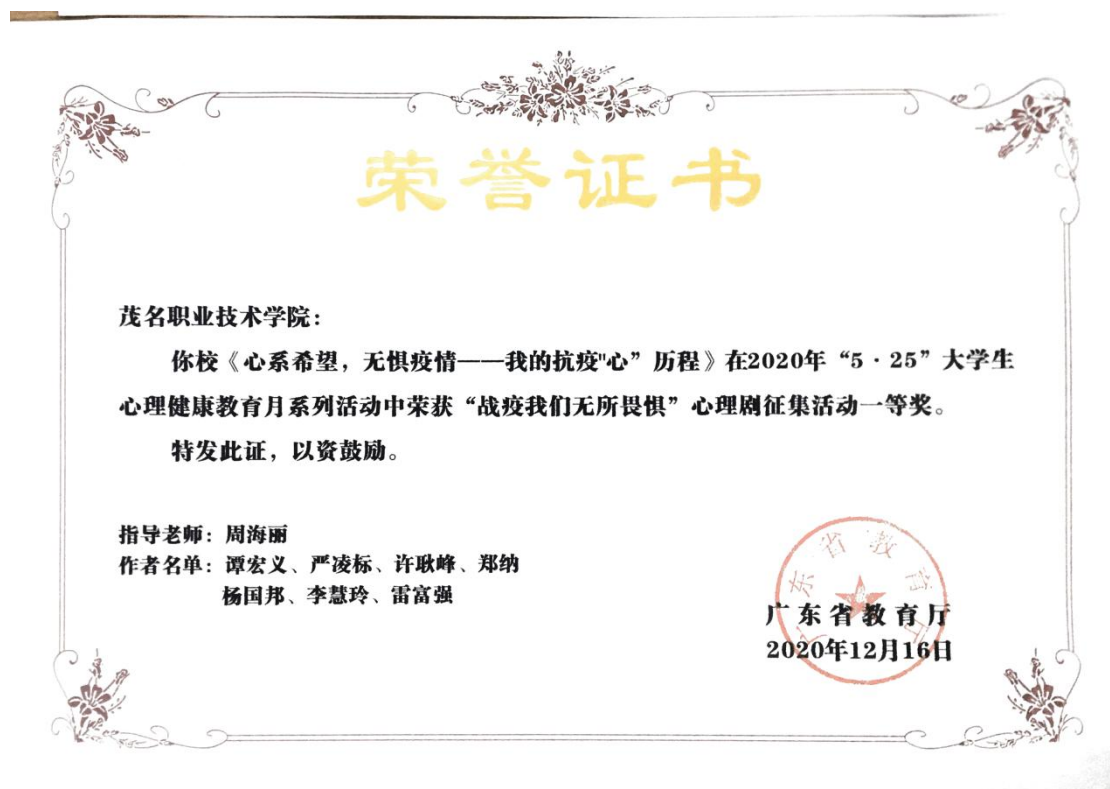 荣誉证书
茂名职业技术学院：
你校《心系希望，无惧疫情——我的抗疫"心”历程》在2020年“5·25”大学生
心理健康教育月系列活动中荣获“战疫我们无所畏惧”心理剧征集活动一等奖。
特发此证，以资鼓励。
指导老师：周海丽
作者名单：谭宏义、严凌标、许耿峰、郑纳
杨国邦、李慧玲、雷富强
广东省教育厅
广东省教育厅
2020年12月16日